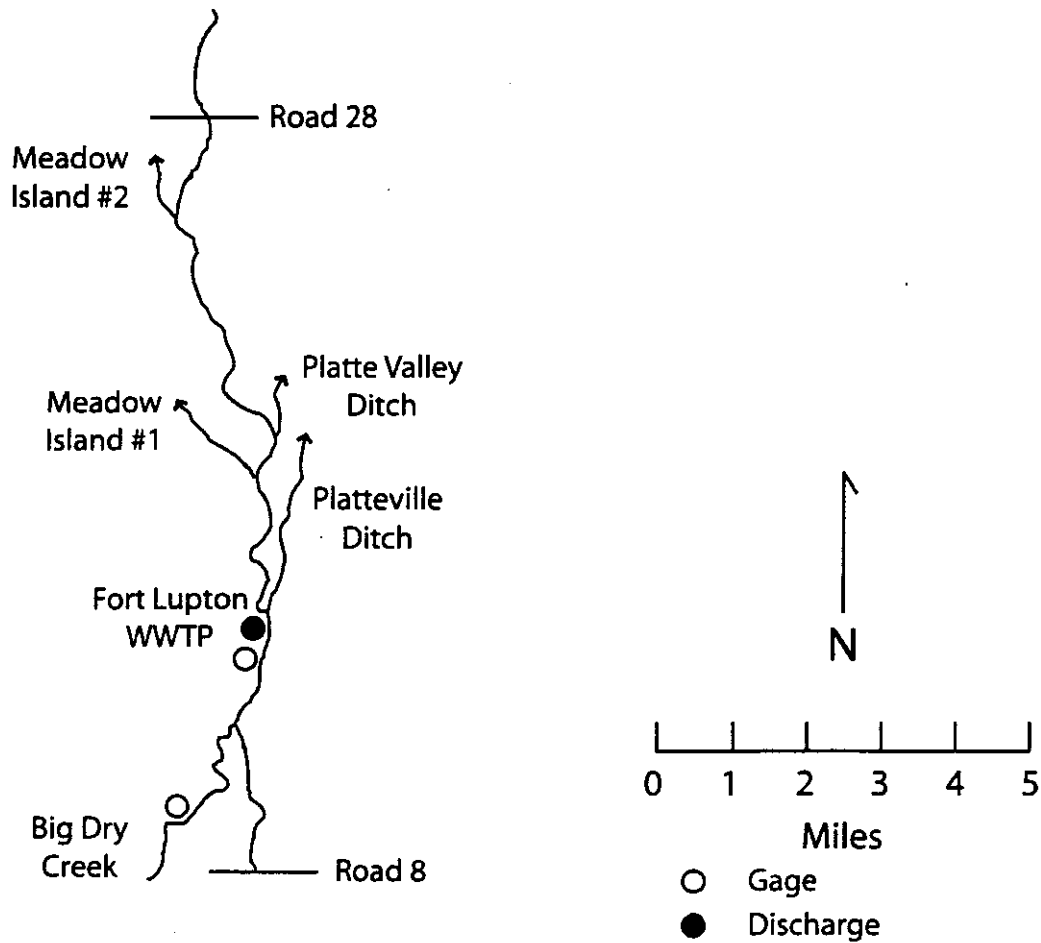 Road 28
Meadow
Island #2
Platte Valley
Ditch
Meadow
Island #1
Platteville
Ditch
Fort Lupton
WWTP
N
0 1 2 3 4 5
Miles
Big Dry
Creek
Road 8
Gage
Discharge